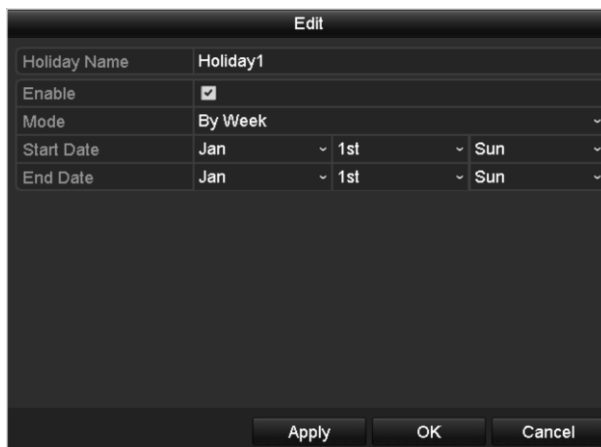 Edit
Holiday Name Holiday1
Enable
Mode By Week
Start Date Jan 1st Sun
End Date Jan 1st Sun
Apply OK Cancel